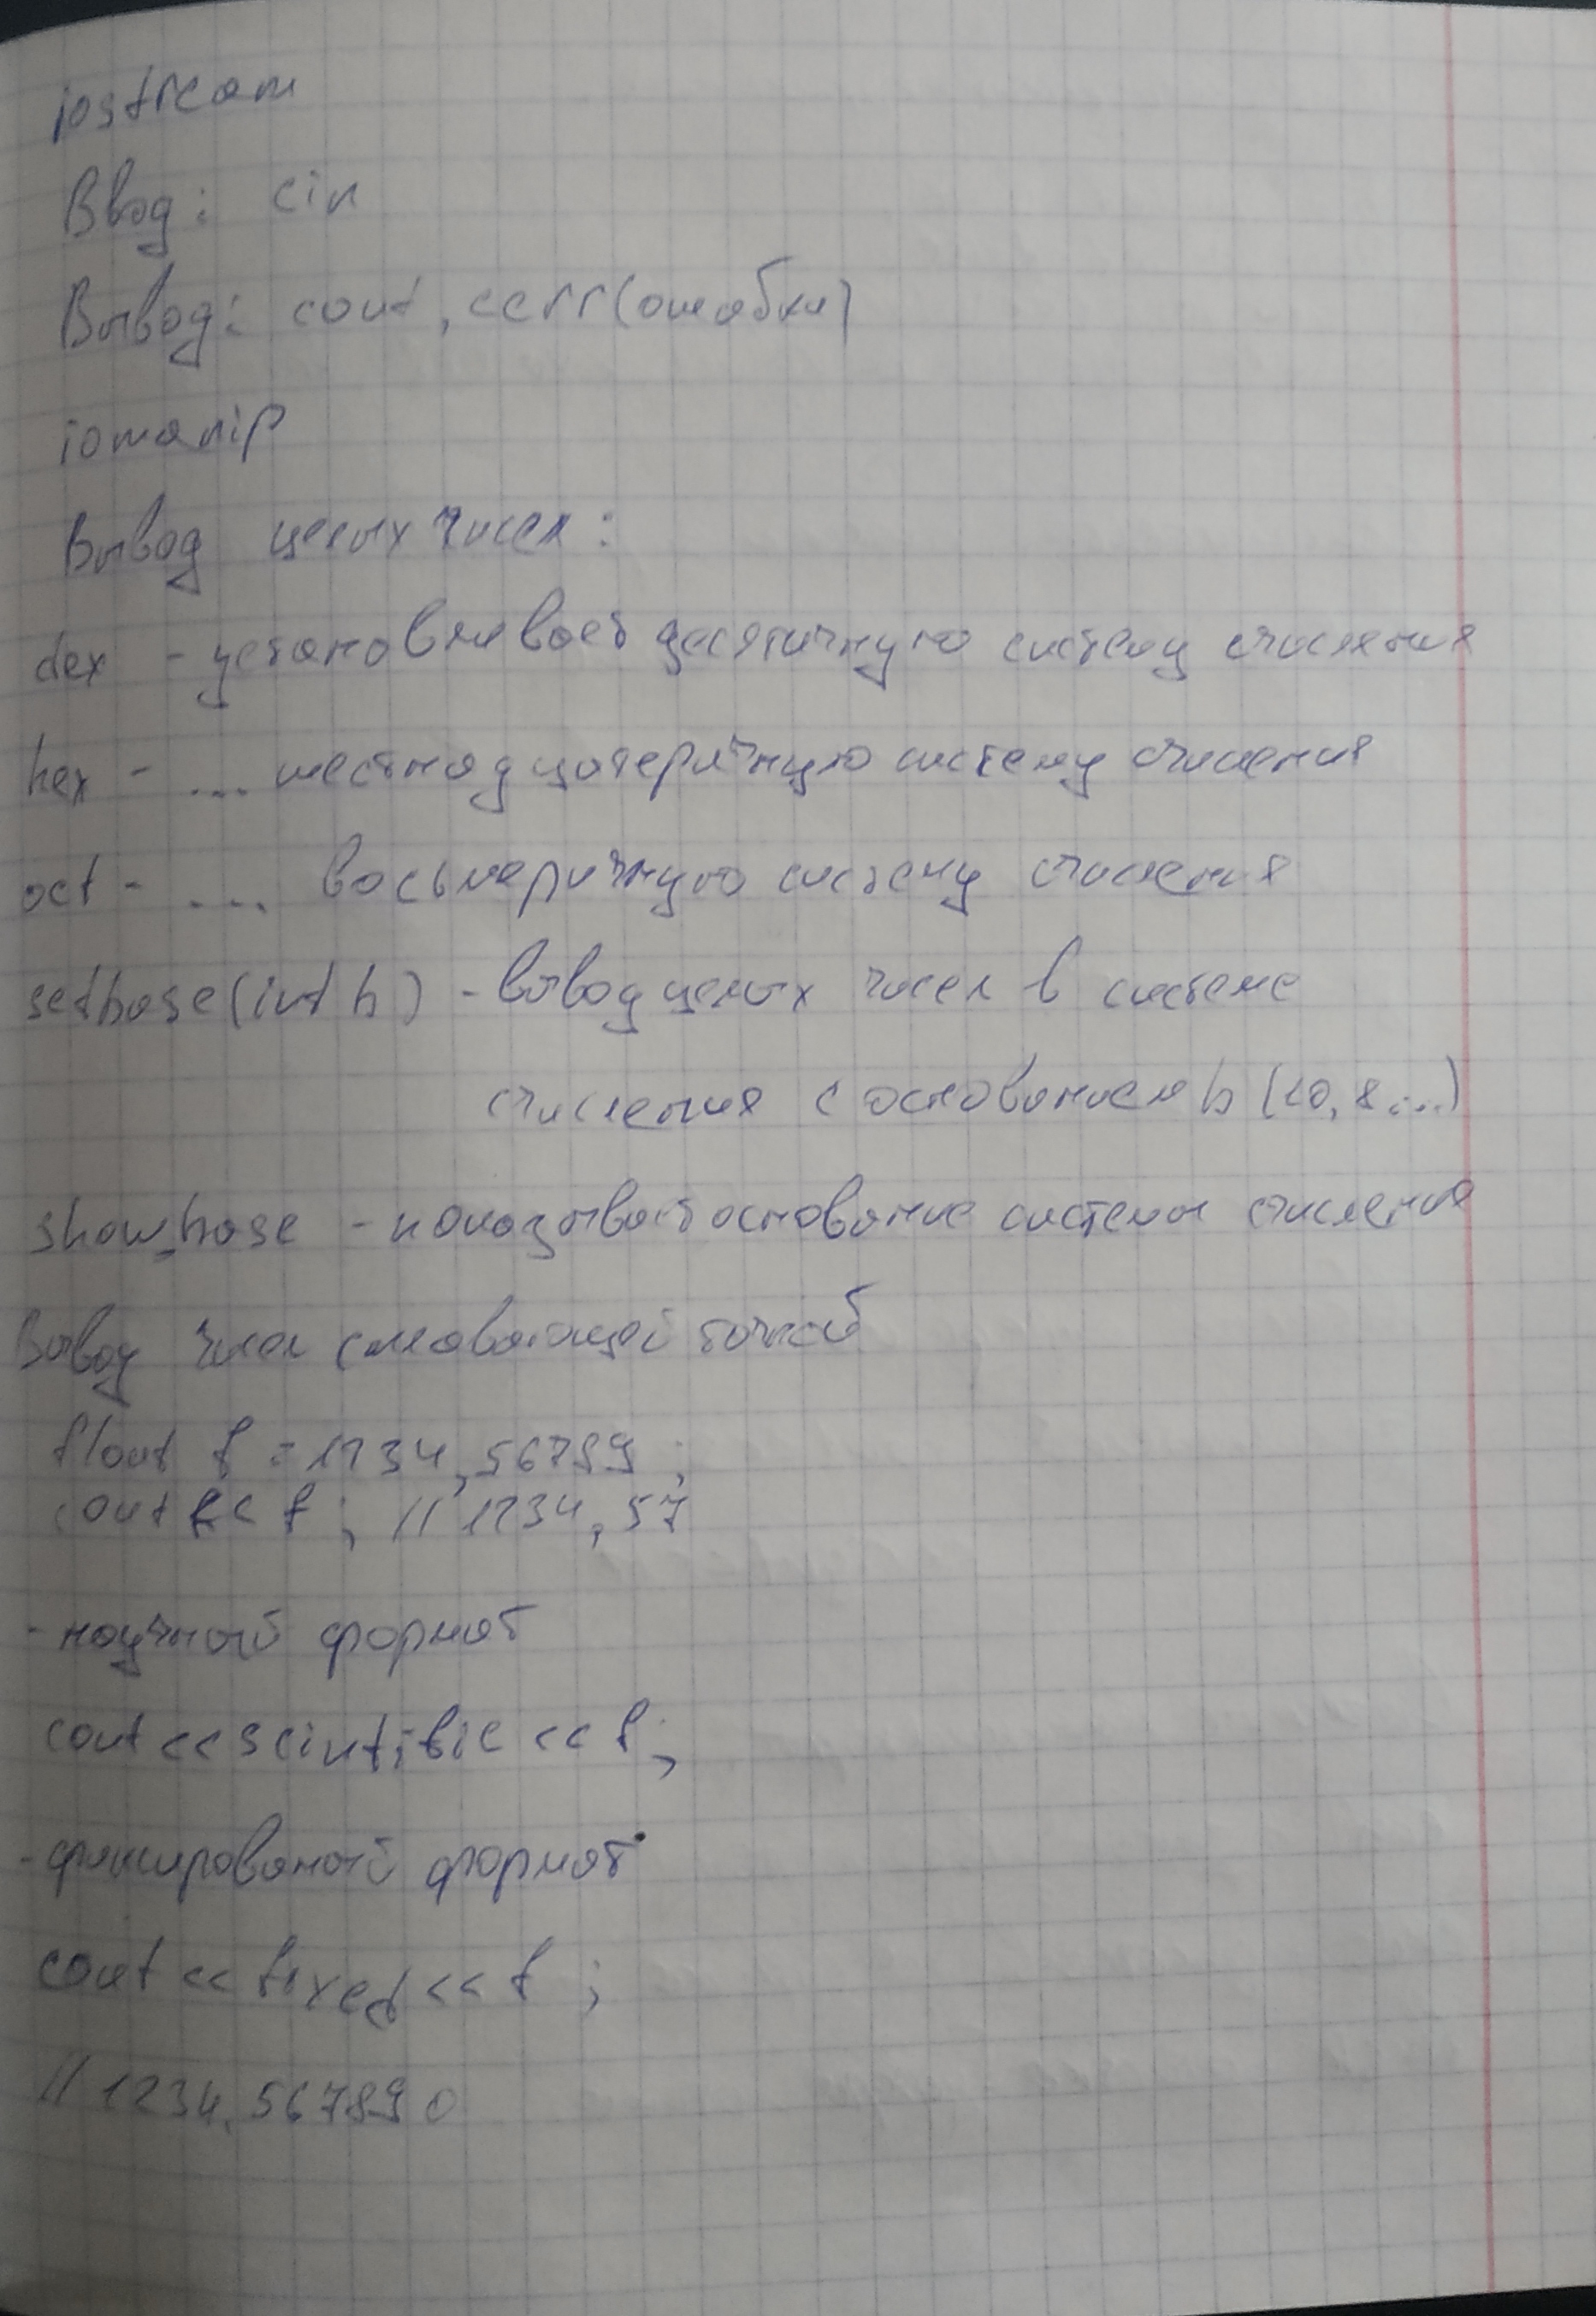 iostream
Ввод: cin
Вывод: cout, cerr(ошибки)
iomanip
Вывод целых чисел:
dex - устанавливает десятичную систему счисления
hex - ... шестнадцатеричную систему счисления
oct - ... восьмеричную систему счисления
setbase(int b) - вывод целых чисел в системе
счисления с основанием b (10, 8...)
show_base - показывает основание системы счисления
Вывод чисел с плавающей точкой
float f = 1234,56789;
cout << f; // 1234,57
- научный формат
cout << scintific << f;
- фиксированый формат
cout << fixed << f;
// 1234,567890